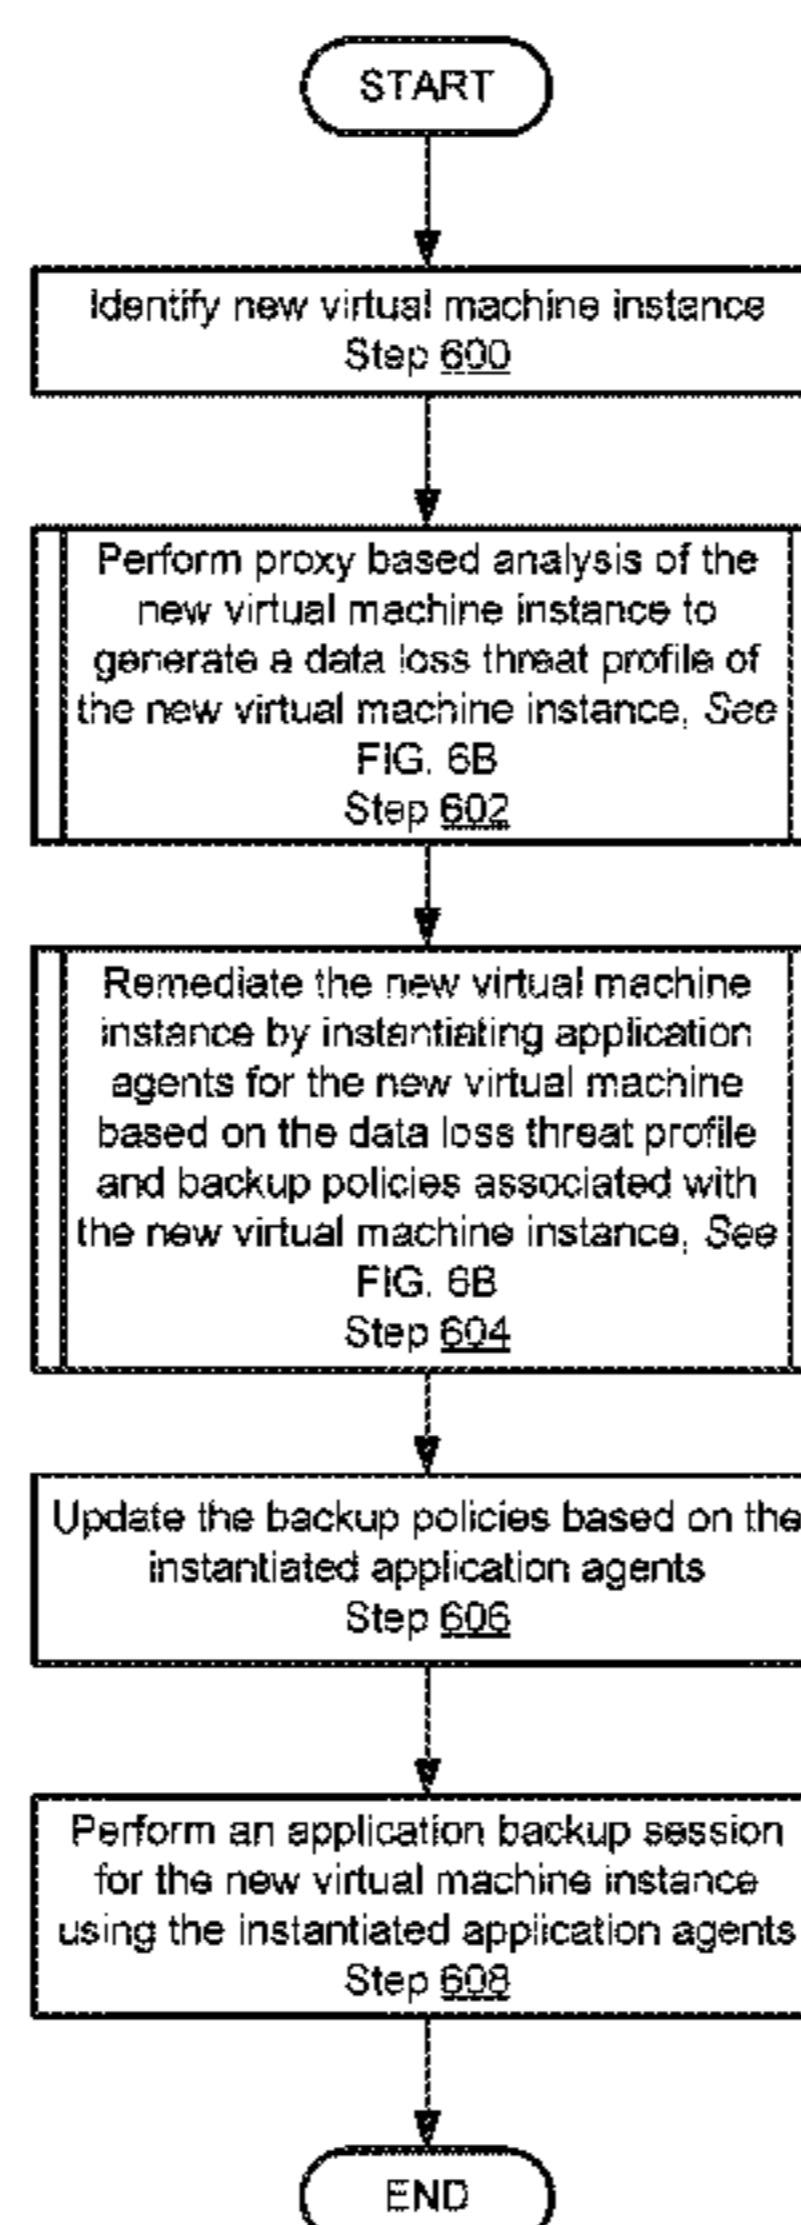 START
Identify new virtual machine instance
Step 600
Perform proxy based analysis of the
new virtual machine instance to
generate a data loss threat profile of
the new virtual machine instance, See
FIG. 6B
Step 602
Remediate the new virtual machine
instance by instantiating application
agents for the new virtual machine
based on the data loss threat profile
and backup policies associated with
the new virtual machine instance, See
FIG. 6B
Step 604
Update the backup policies based on the
instantiated application agents
Step 606
Perform an application backup session
for the new virtual machine instance
using the instantiated application agents
Step 608
END